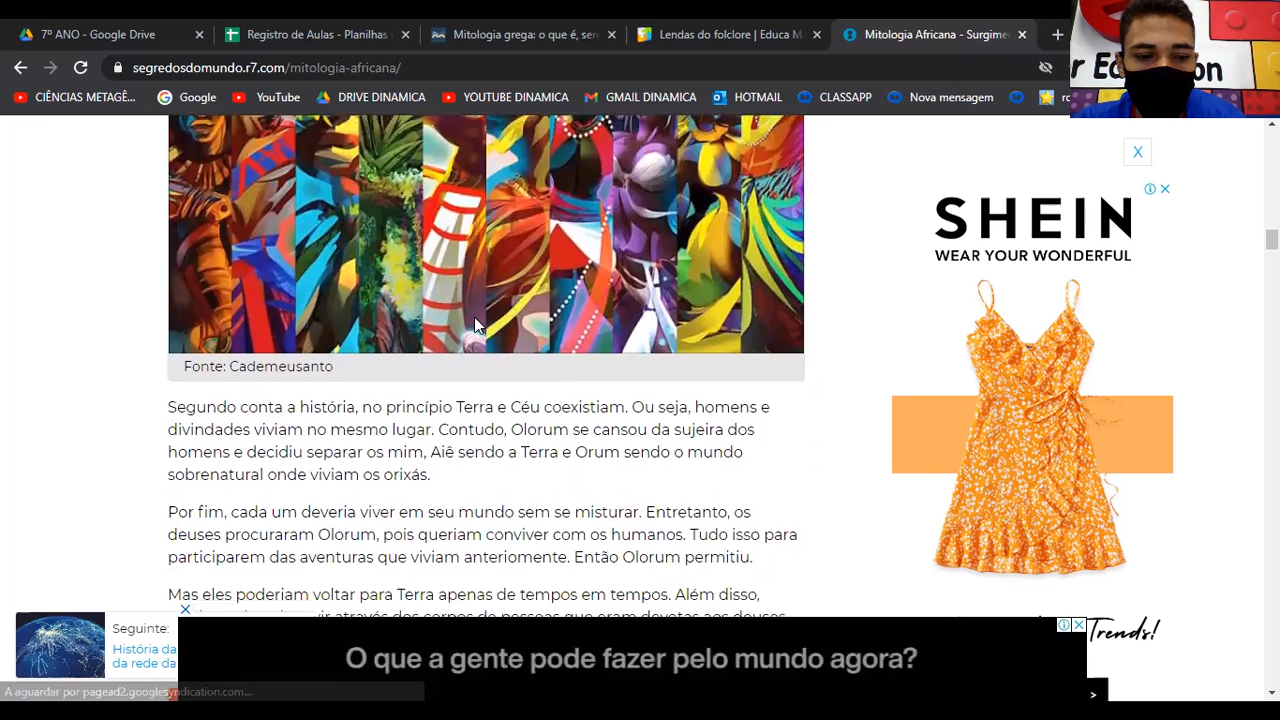 7º ANO - Google Drive
Registro de Aulas - Planilhas
Mitologia grega: o que é, ser
Lendas do folclore | Educa M
Mitologia Africana - Surgime
segredosdomundo.r7.com/mitologia-africana/
CIÊNCIAS METAGÊ...
Google
YouTube
DRIVE DINAMICA
YOUTUBE DINAMICA
GMAIL DINAMICA
HOTMAIL
CLASSAPP
Nova mensagem
Fonte: Cademeusanto
Segundo conta a história, no princípio Terra e Céu coexistiam. Ou seja, homens e
divindades viviam no mesmo lugar. Contudo, Olorum se cansou da sujeira dos
homens e decidiu separar os mim, Aiê sendo a Terra e Orum sendo o mundo
sobrenatural onde viviam os orixás.
Por fim, cada um deveria viver em seu mundo sem se misturar. Entretanto, os
deuses procuraram Olorum, pois queriam conviver com os humanos. Tudo isso para
participarem das aventuras que viviam anteriomente. Então Olorum permitiu.
Mas eles poderiam voltar para Terra apenas de tempos em tempos. Além disso,
X
SHEIN
WEAR YOUR WONDERFUL
Trends!
Seguinte:
História da
da rede da
O que a gente pode fazer pelo mundo agora?
A aguardar por pagead2.googlesyndication.com...